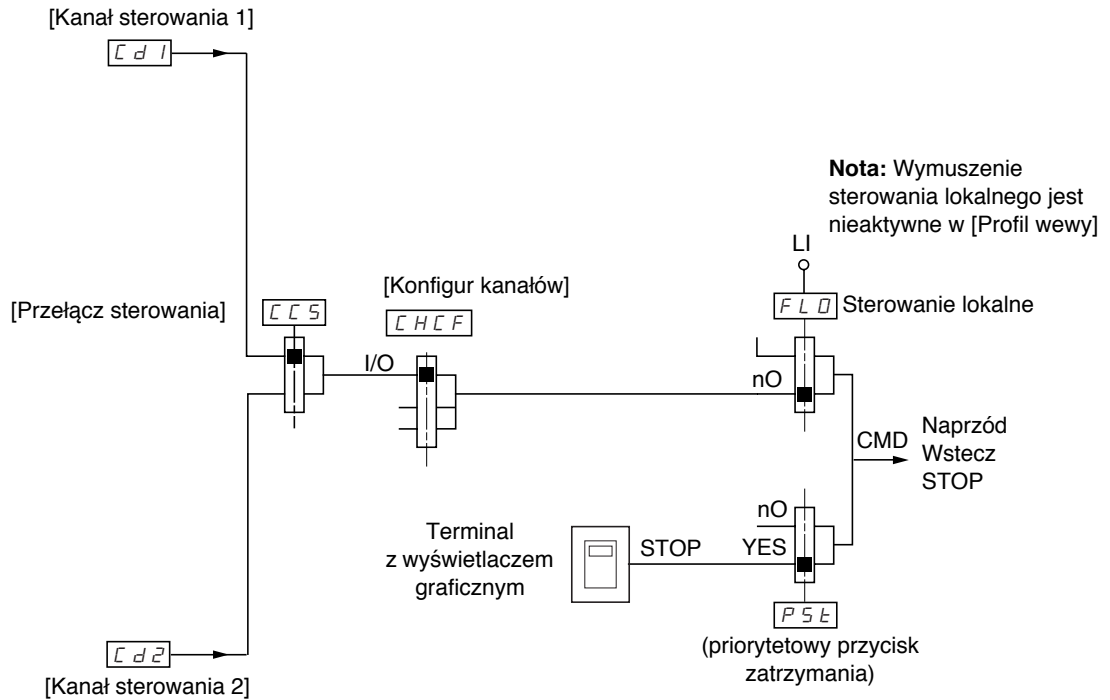 [Kanał sterowania 1]
Cd1
Nota: Wymuszenie
sterowania lokalnego jest
nieaktywne w [Profil wewy]
LI
[Przełącz sterowania]
CCS
[Konfigur kanałów]
CHCF
FLO
Sterowanie lokalne
I/O
nO
CMD
Naprzód
Wstecz
STOP
nO
Terminal
z wyświetlaczem
graficznym
STOP
YES
PSt
(priorytetowy przycisk
zatrzymania)
Cd2
[Kanał sterowania 2]